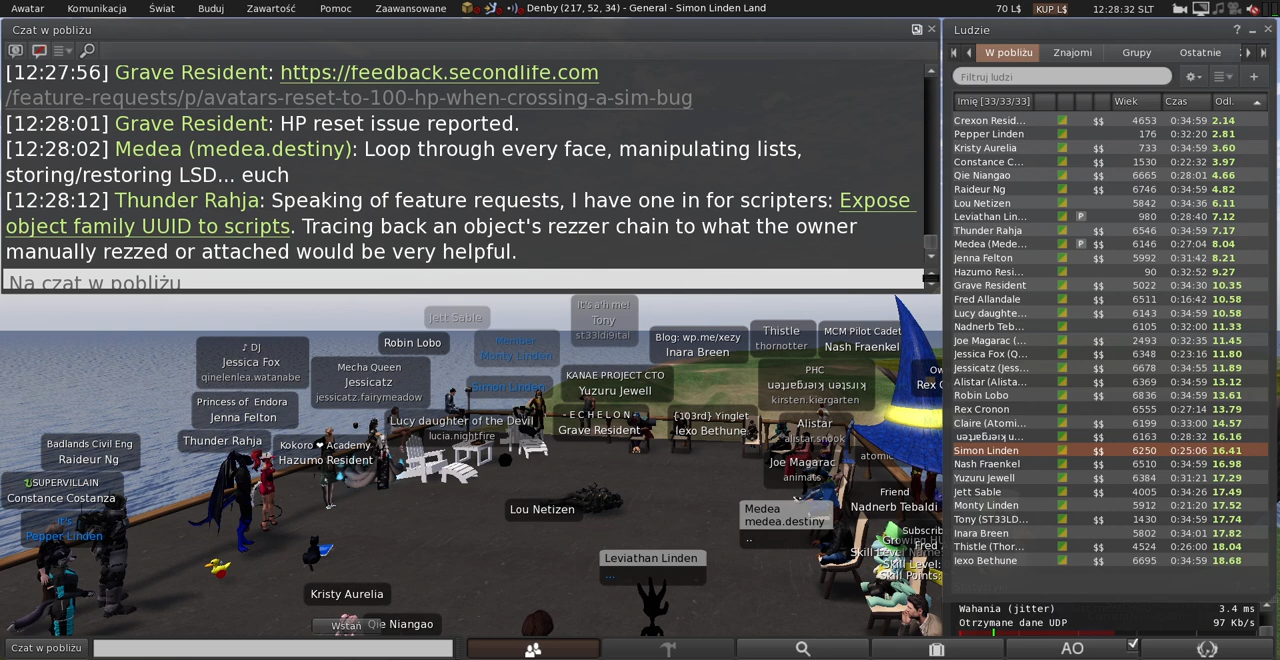 Awatar Komunikacja Świat Buduj Zawartość Pomoc Zaawansowane Denby (217, 52, 34) - General - Simon Linden Land 70 L$ KUP L$ 12:28:32 SLT
Czat w pobliżu
[12:27:56] Grave Resident: https://feedback.secondlife.com
/feature-requests/p/avatars-reset-to-100-hp-when-crossing-a-sim-bug
[12:28:01] Grave Resident: HP reset issue reported.
[12:28:02] Medea (medea.destiny): Loop through every face, manipulating lists,
storing/restoring LSD... euch
[12:28:12] Thunder Rahja: Speaking of feature requests, I have one in for scripters: Expose
object family UUID to scripts. Tracing back an object's rezzer chain to what the owner
manually rezzed or attached would be very helpful.
Na czat w pobliżu
Ludzie
W pobliżu Znajomi Grupy Ostatnie
Filtruj ludzi
Imię [33/33/33] Wiek Czas Odl.
Crexon Resid... $$ 4653 0:34:59 2.14
Pepper Linden 176 0:32:20 2.81
Kristy Aurelia $$ 733 0:34:59 3.60
Constance C... $$ 1530 0:22:32 3.97
Qie Niangao $$ 6665 0:28:01 4.66
Raideur Ng $$ 6746 0:34:59 4.82
Lou Netizen 5842 0:34:36 6.11
Leviathan Lin... P 980 0:28:40 7.12
Thunder Rahja $$ 6546 0:34:59 7.17
Medea (Mede... P $$ 6146 0:27:04 8.04
Jenna Felton $$ 5992 0:31:42 8.21
Hazumo Resi... 90 0:32:52 9.27
Grave Resident $$ 5022 0:34:30 10.35
Fred Allandale $$ 6511 0:16:42 10.58
Lucy daughte... $$ 6143 0:34:59 10.58
Nadnerb Teb... 6105 0:32:00 11.33
Joe Magarac (... $$ 2493 0:32:35 11.45
Jessica Fox (Q... $$ 6348 0:23:16 11.80
Jessicatz (Jess... $$ 6678 0:34:55 11.89
Alistar (Alista... $$ 6369 0:34:59 13.12
Robin Lobo $$ 6836 0:34:59 13.61
Rex Cronon 6555 0:27:14 13.79
Claire (Atomi... $$ 6199 0:33:00 14.57
$$ 6163 0:28:32 16.16
Simon Linden $$ 6250 0:25:06 16.41
Nash Fraenkel $$ 6510 0:34:59 16.98
Yuzuru Jewell $$ 6384 0:31:21 17.29
Jett Sable $$ 4005 0:34:26 17.49
Monty Linden 5912 0:21:20 17.52
Tony (ST33LD... $$ 1430 0:34:59 17.74
Inara Breen 5802 0:34:01 17.82
Thistle (Thor... $$ 4524 0:26:00 18.04
Iexo Bethune $$ 6695 0:34:59 18.68
Wahania (jitter) 3.4 ms
Otrzymane dane UDP 97 Kb/s
It's a'h me!
Tony
st33ldi9ital
Jett Sable
Robin Lobo
Member
Monty Linden
Blog: wp.me/xezy
Inara Breen
Thistle
thornotter
MCM Pilot Cadet
Nash Fraenkel
♪ DJ
Jessica Fox
qinelenlea.watanabe
Mecha Queen
Jessicatz
jessicatz.fairymeadow
Simon Linden
KANAE PROJECT CTO
Yuzuru Jewell
PHC
kirsten.kiergarten
Ow
Rex C
Princess of Endora
Jenna Felton
Lucy daughter of the Devil
lucia.nightfire
- E C H E L O N -
Grave Resident
{103rd} Yinglet
Iexo Bethune
Alistar
alistar.snook
Thunder Rahja
Kokoro ❤ Academy
Hazumo Resident
Badlands Civil Eng
Raideur Ng
Joe Magarac
animats
atomic
SUPERVILLAIN
Constance Costanza
It's
Pepper Linden
Lou Netizen
Friend
Nadnerb Tebaldi
Medea
medea.destiny
..
Subscrib
Fred
Skill Level
Skill Level:
Skill Points:
Leviathan Linden
...
Kristy Aurelia
Wstań
Qie Niangao
Czat w pobliżu AO